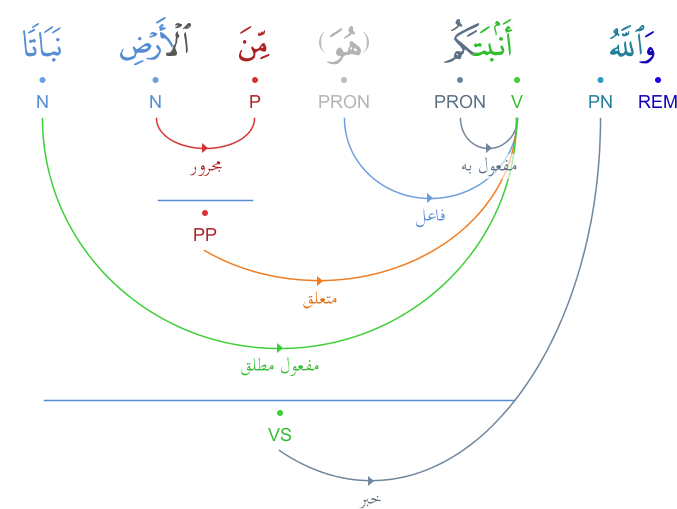 وَٱللَّهُ أَنۢبَتَكُم (هُوَ) مِّنَ ٱلْأَرْضِ نَبَاتًا
REM PN V PRON PRON P N N
مجرور
مفعول به
فاعل
PP
متعلق
مفعول مطلق
VS
خبر